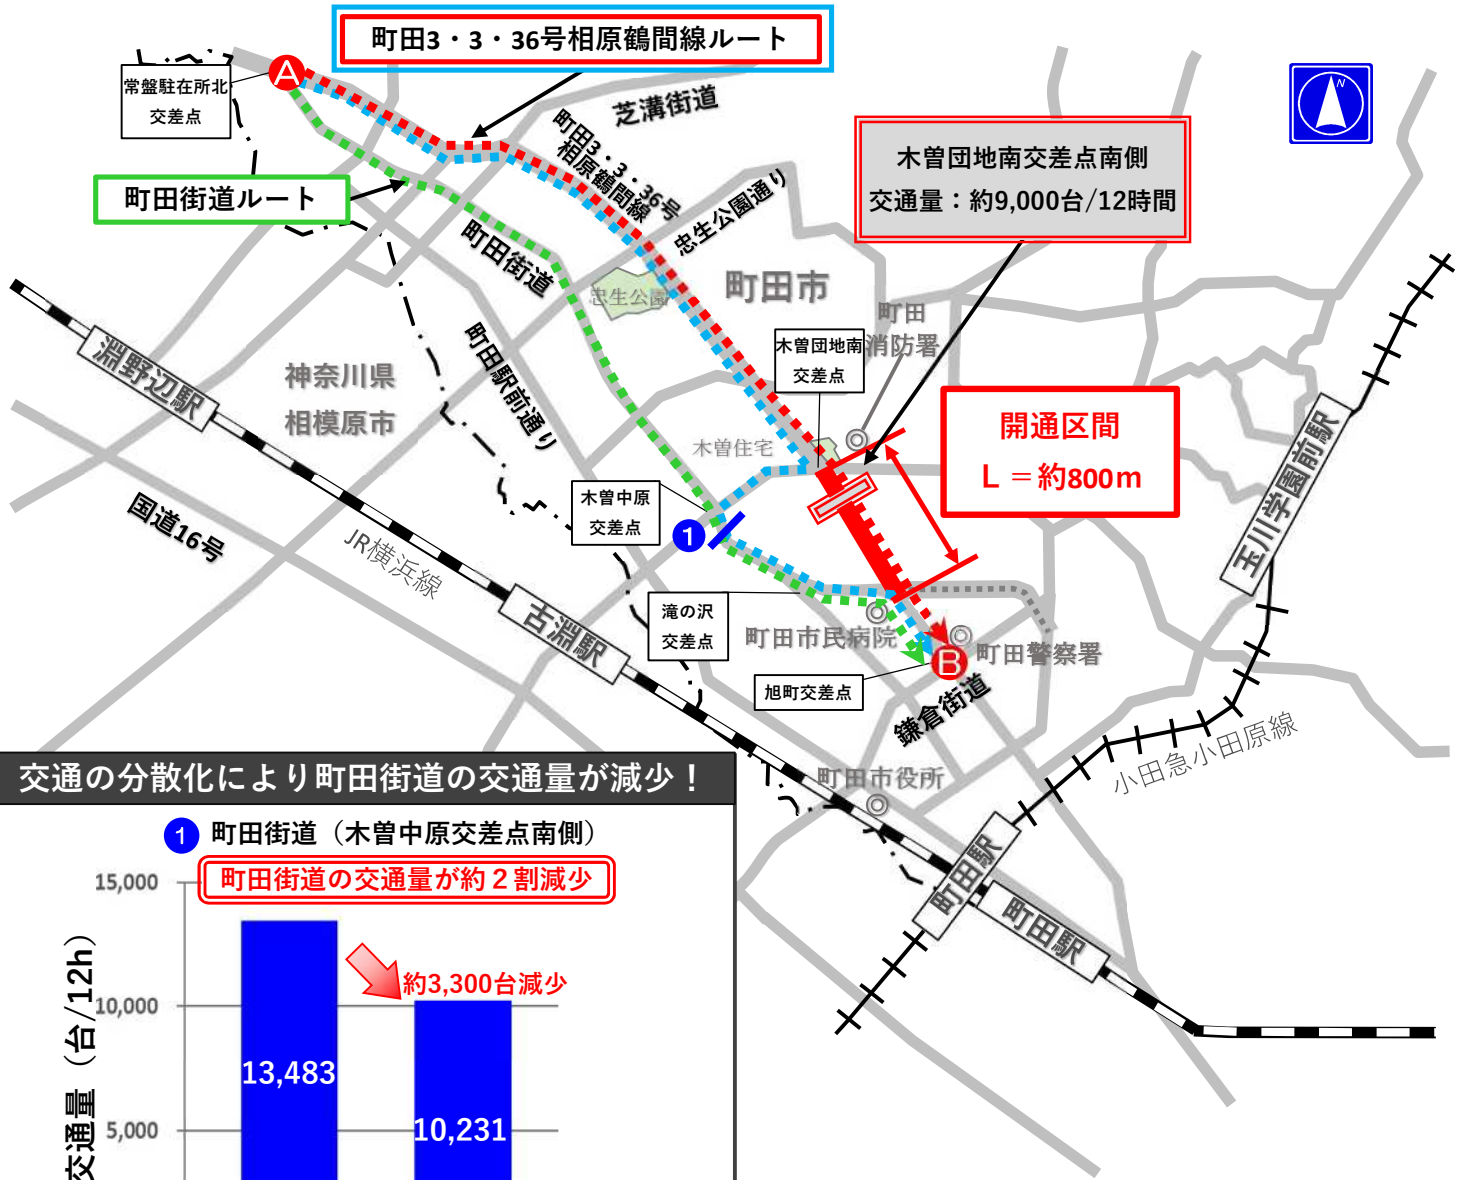 町田3・3・36号相原鶴間線ルート
A
常盤駐在所北
交差点
芝溝街道
町田3・3・36号
相原鶴間線
N
木曽団地南交差点南側
交通量：約9,000台/12時間
町田街道ルート
忠生公園通り
町田街道
忠生公園
町田市
町田
消防署
木曽団地南
交差点
淵野辺駅
神奈川県
相模原市
町田駅前通り
開通区間
L＝約800m
玉川学園前駅
木曽住宅
木曽中原
交差点
1
国道16号
JR横浜線
古淵駅
滝の沢
交差点
町田市民病院
町田警察署
B
旭町交差点
鎌倉街道
小田急小田原線
町田市役所
町田駅
町田駅
交通の分散化により町田街道の交通量が減少！
1 町田街道（木曽中原交差点南側）
町田街道の交通量が約２割減少
15,000
約3,300台減少
10,000
13,483
10,231
5,000
交通量（台/12h）